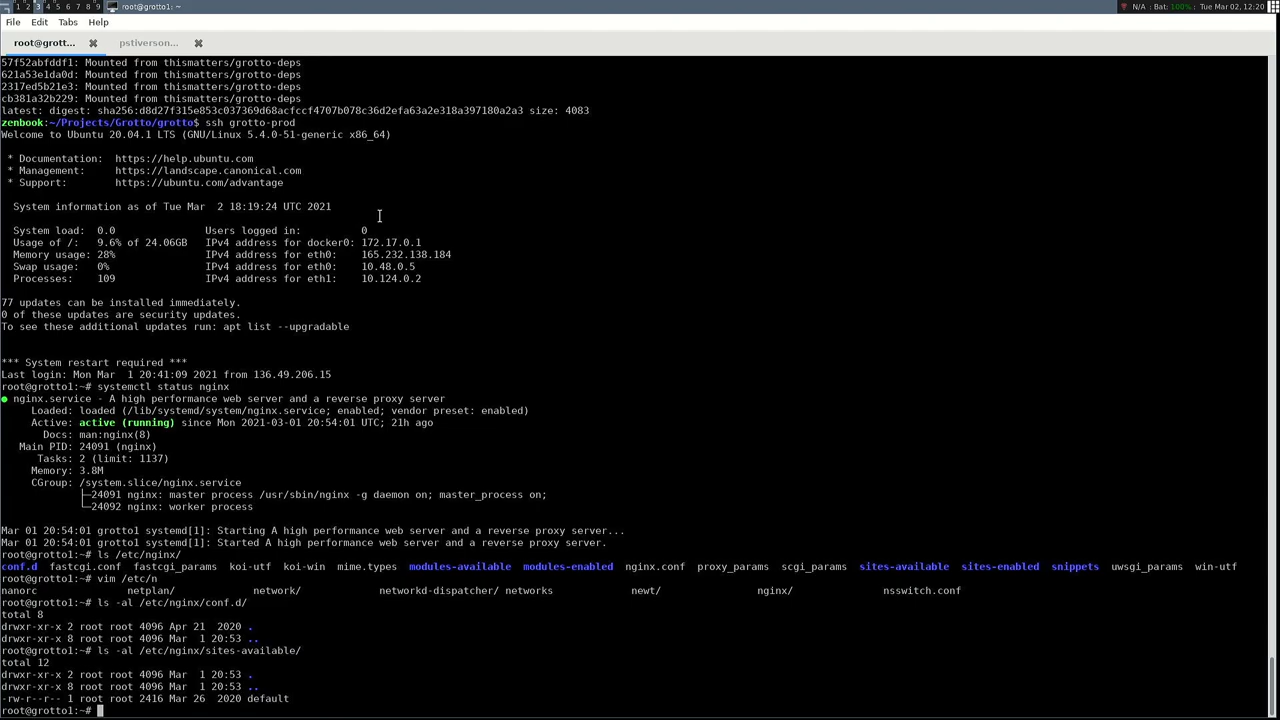 1 2 3 4 5 6 7 8 9 root@grotto1: ~ N/A : Bat: 100% : Tue Mar 02, 12:20
File Edit Tabs Help
root@grott... pstiverson...
57f52abfddf1: Mounted from thismatters/grotto-deps
621a53e1da0d: Mounted from thismatters/grotto-deps
2317ed5b21e3: Mounted from thismatters/grotto-deps
cb381a32b229: Mounted from thismatters/grotto-deps
latest: digest: sha256:d8d27f315e853c037369d68acfccf4707b078c36d2efa63a2e318a397180a2a3 size: 4083
zenbook:~/Projects/Grotto/grotto$ ssh grotto-prod
Welcome to Ubuntu 20.04.1 LTS (GNU/Linux 5.4.0-51-generic x86_64)
* Documentation: https://help.ubuntu.com
* Management: https://landscape.canonical.com
* Support: https://ubuntu.com/advantage
System information as of Tue Mar 2 18:19:24 UTC 2021
System load: 0.0 Users logged in: 0
Usage of /: 9.6% of 24.06GB IPv4 address for docker0: 172.17.0.1
Memory usage: 28% IPv4 address for eth0: 165.232.138.184
Swap usage: 0% IPv4 address for eth0: 10.48.0.5
Processes: 109 IPv4 address for eth1: 10.124.0.2
77 updates can be installed immediately.
0 of these updates are security updates.
To see these additional updates run: apt list --upgradable
*** System restart required ***
Last login: Mon Mar 1 20:41:09 2021 from 136.49.206.15
root@grotto1:~# systemctl status nginx
● nginx.service - A high performance web server and a reverse proxy server
Loaded: loaded (/lib/systemd/system/nginx.service; enabled; vendor preset: enabled)
Active: active (running) since Mon 2021-03-01 20:54:01 UTC; 21h ago
Docs: man:nginx(8)
Main PID: 24091 (nginx)
Tasks: 2 (limit: 1137)
Memory: 3.8M
CGroup: /system.slice/nginx.service
├─24091 nginx: master process /usr/sbin/nginx -g daemon on; master_process on;
└─24092 nginx: worker process
Mar 01 20:54:01 grotto1 systemd[1]: Starting A high performance web server and a reverse proxy server...
Mar 01 20:54:01 grotto1 systemd[1]: Started A high performance web server and a reverse proxy server.
root@grotto1:~# ls /etc/nginx/
conf.d fastcgi.conf fastcgi_params koi-utf koi-win mime.types modules-available modules-enabled nginx.conf proxy_params scgi_params sites-available sites-enabled snippets uwsgi_params win-utf
root@grotto1:~# vim /etc/n
nanorc netplan/ network/ networkd-dispatcher/ networks newt/ nginx/ nsswitch.conf
root@grotto1:~# ls -al /etc/nginx/conf.d/
total 8
drwxr-xr-x 2 root root 4096 Apr 21 2020 .
drwxr-xr-x 8 root root 4096 Mar 1 20:53 ..
root@grotto1:~# ls -al /etc/nginx/sites-available/
total 12
drwxr-xr-x 2 root root 4096 Mar 1 20:53 .
drwxr-xr-x 8 root root 4096 Mar 1 20:53 ..
-rw-r--r-- 1 root root 2416 Mar 26 2020 default
root@grotto1:~#